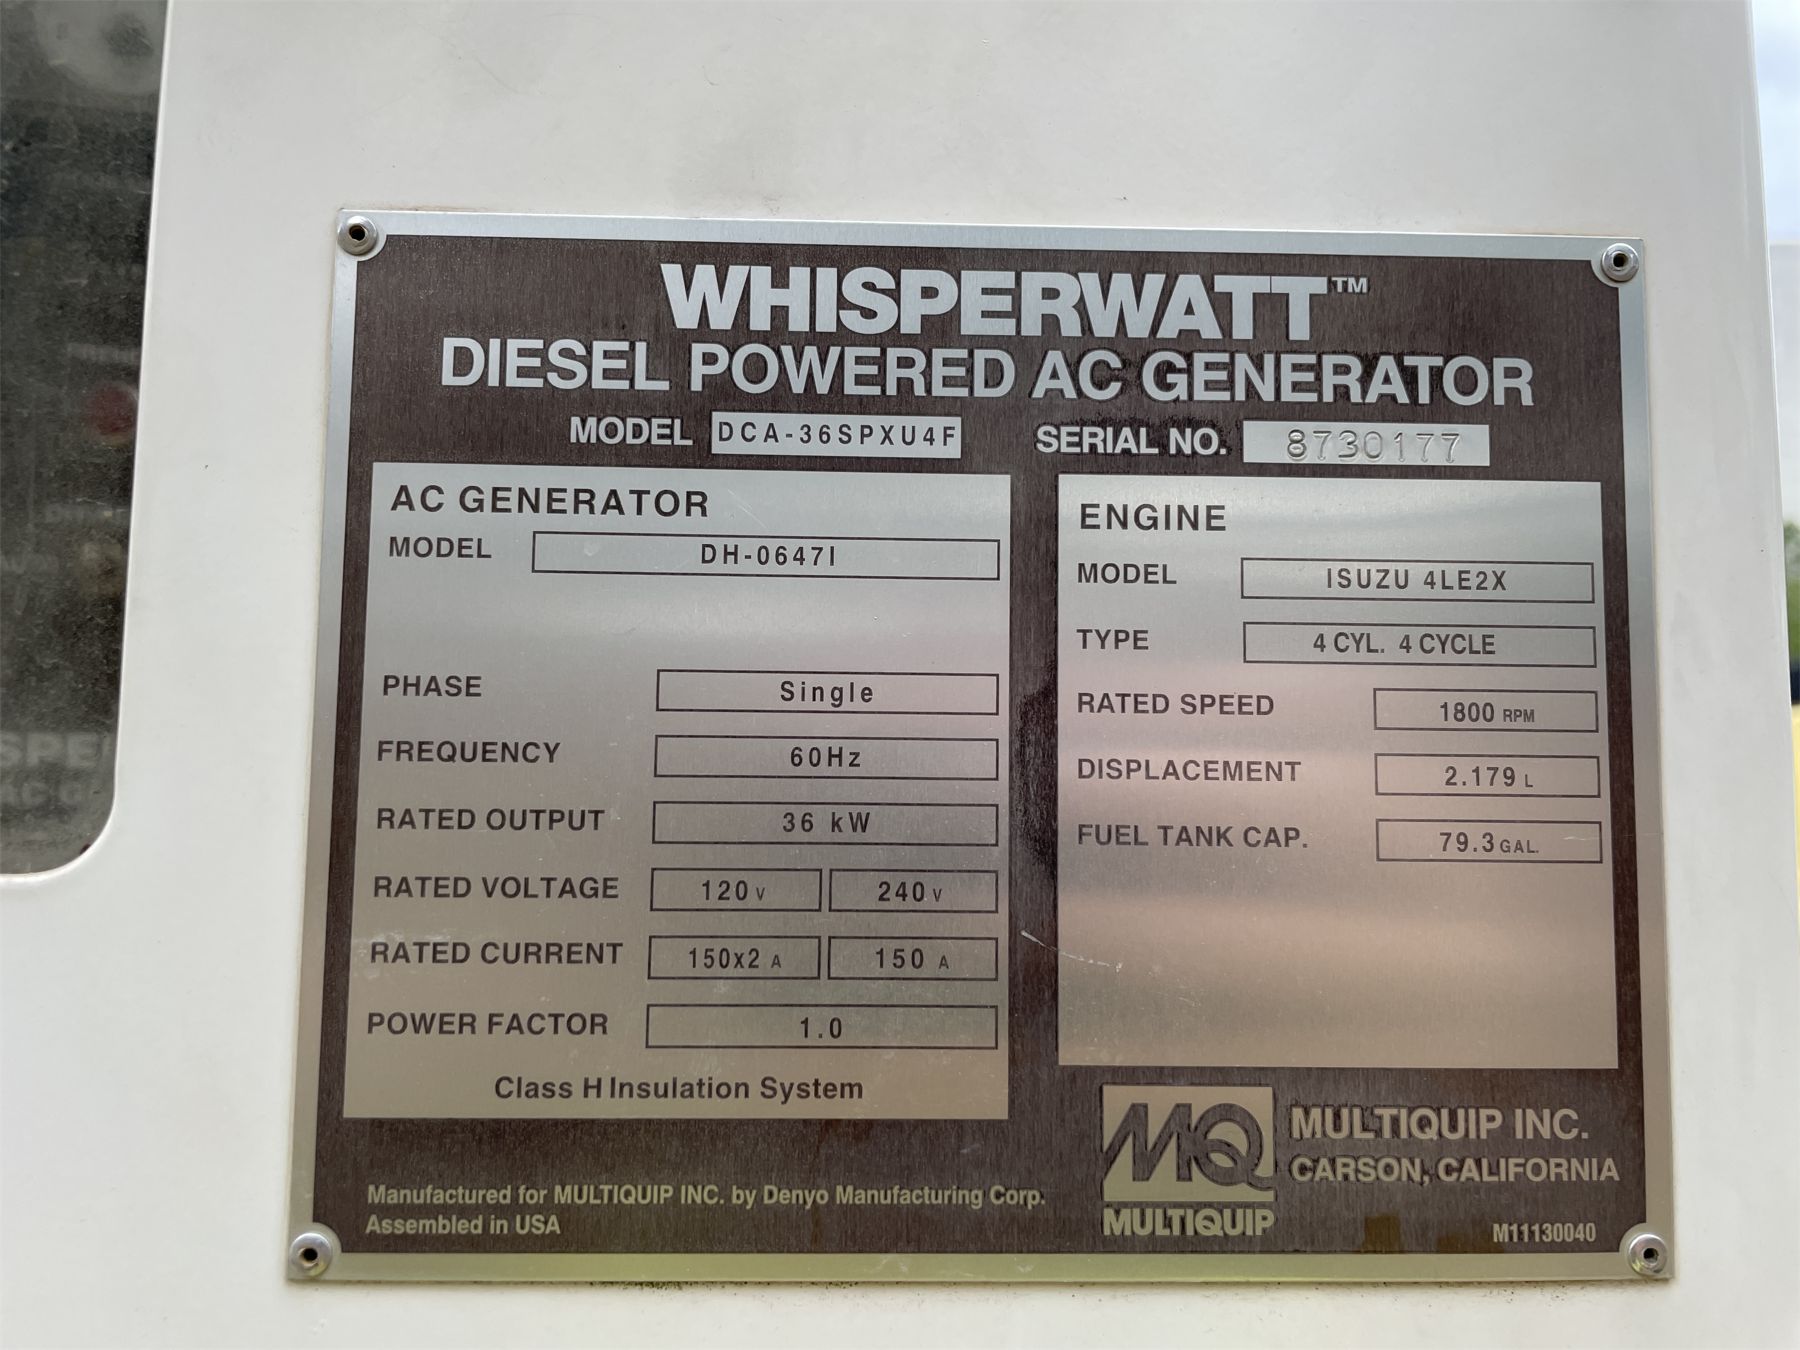 WHISPERWATT™
DIESEL POWERED AC GENERATOR
MODEL DCA-36SPXU4F SERIAL NO. 8730177
AC GENERATOR
MODEL DH-0647I
PHASE Single
FREQUENCY 60Hz
RATED OUTPUT 36 kW
RATED VOLTAGE 120 V 240 V
RATED CURRENT 150x2 A 150 A
POWER FACTOR 1.0
Class H Insulation System
ENGINE
MODEL ISUZU 4LE2X
TYPE 4 CYL. 4 CYCLE
RATED SPEED 1800 RPM
DISPLACEMENT 2.179 L
FUEL TANK CAP. 79.3 GAL.
Manufactured for MULTIQUIP INC. by Denyo Manufacturing Corp.
Assembled in USA
MQ
MULTIQUIP
MULTIQUIP INC.
CARSON, CALIFORNIA
M11130040